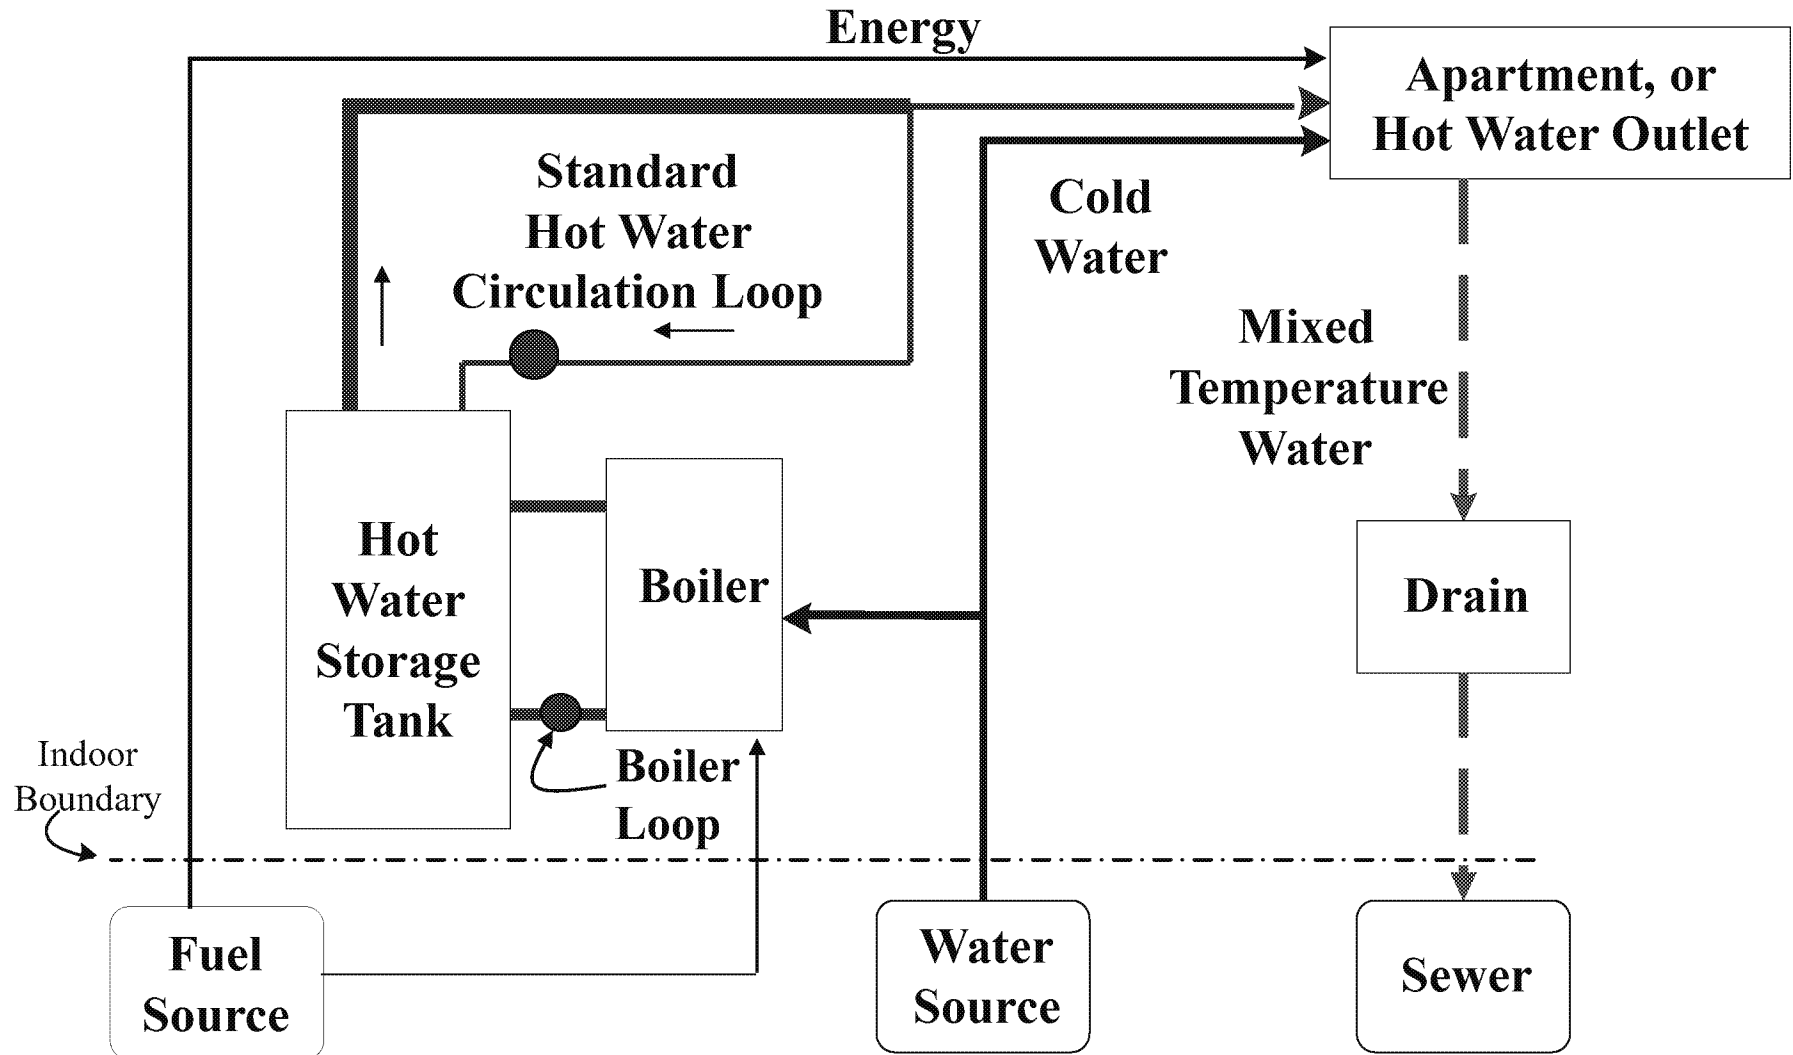 Energy
Apartment, or
Hot Water Outlet
Standard
Hot Water
Circulation Loop
Cold
Water
Mixed
Temperature
Water
Hot
Water
Storage
Tank
Boiler
Drain
Indoor
Boundary
Boiler
Loop
Fuel
Source
Water
Source
Sewer